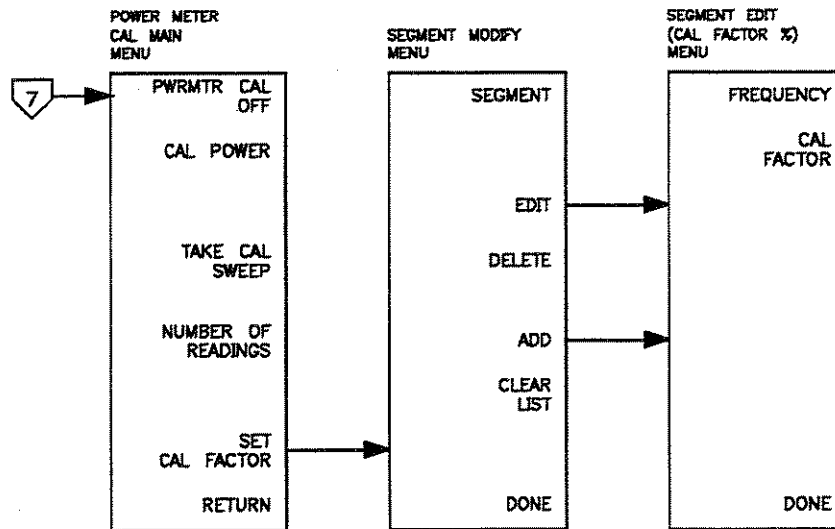 POWER METER
CAL MAIN
MENU
7
PWRMTR CAL
OFF
CAL POWER
TAKE CAL
SWEEP
NUMBER OF
READINGS
SET
CAL FACTOR
RETURN
SEGMENT MODIFY
MENU
SEGMENT
EDIT
DELETE
ADD
CLEAR
LIST
DONE
SEGMENT EDIT
(CAL FACTOR %)
MENU
FREQUENCY
CAL
FACTOR
DONE